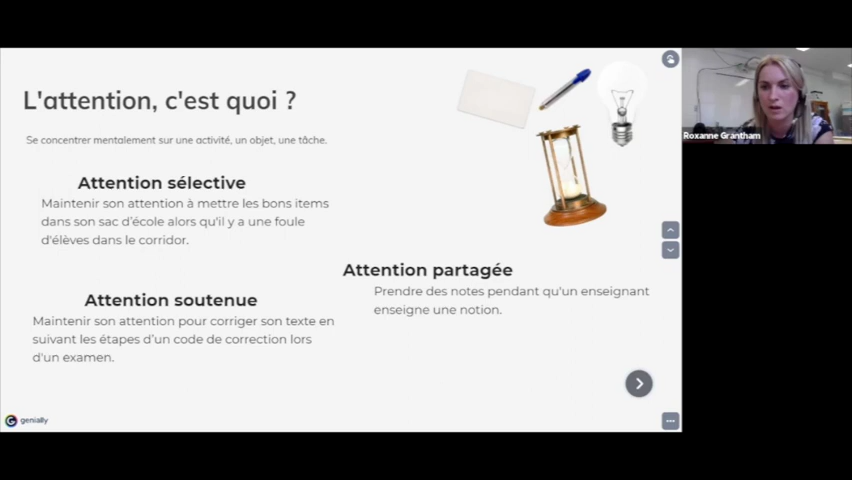 L'attention, c'est quoi ?
Se concentrer mentalement sur une activité, un objet, une tâche.
Attention sélective
Maintenir son attention à mettre les bons items
dans son sac d'école alors qu'il y a une foule
d'élèves dans le corridor.
Attention partagée
Prendre des notes pendant qu'un enseignant
enseigne une notion.
Attention soutenue
Maintenir son attention pour corriger son texte en
suivant les étapes d'un code de correction lors
d'un examen.
genially
Roxanne Grantham